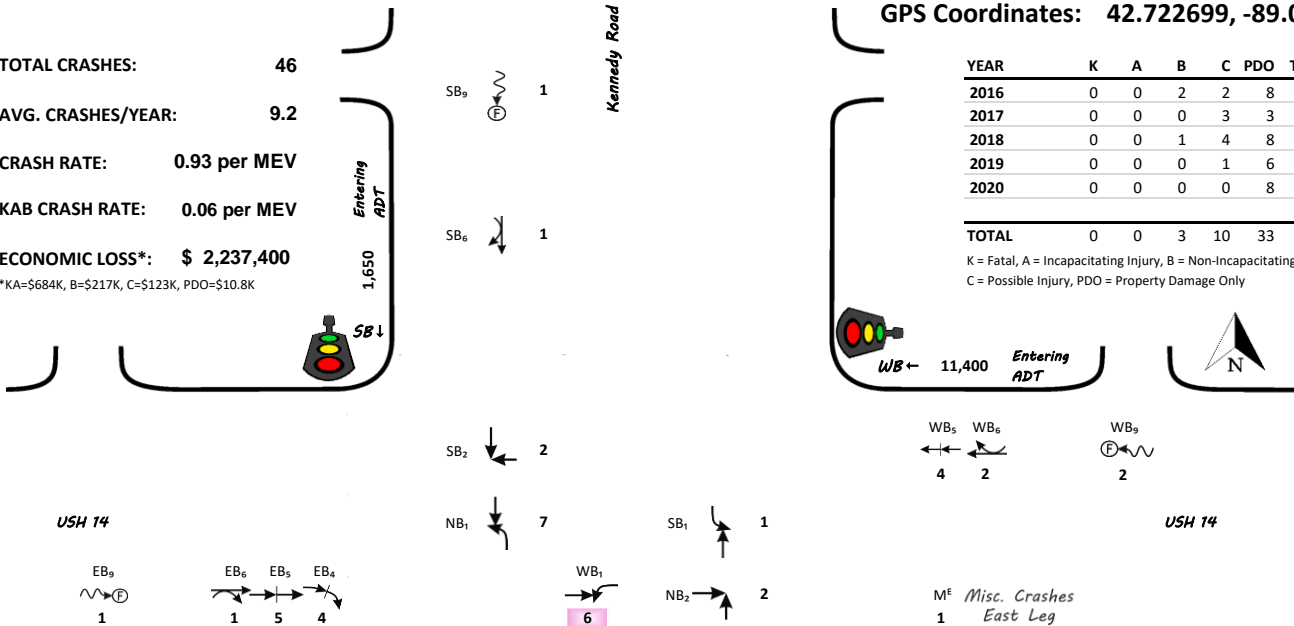 GPS Coordinates: 42.722699, -89.0
TOTAL CRASHES: 46
AVG. CRASHES/YEAR: 9.2
CRASH RATE: 0.93 per MEV
KAB CRASH RATE: 0.06 per MEV
ECONOMIC LOSS*: $ 2,237,400
*KA=$684K, B=$217K, C=$123K, PDO=$10.8K
Entering
ADT
1,650
SB↓
Kennedy Road
SB₉ F 1
SB₆ 1
SB₂ 2
NB₁ 7
SB₁ 1
NB₂ 2
YEAR K A B C PDO T
2016 0 0 2 2 8
2017 0 0 0 3 3
2018 0 0 1 4 8
2019 0 0 0 1 6
2020 0 0 0 0 8
TOTAL 0 0 3 10 33
K = Fatal, A = Incapacitating Injury, B = Non-Incapacitating
C = Possible Injury, PDO = Property Damage Only
N
WB← 11,400 Entering
ADT
WB₅ WB₆ WB₉
F
4 2 2
USH 14
USH 14
EB₉ EB₆ EB₅ EB₄
F
1 1 5 4
WB₁
6
Mᴱ Misc. Crashes
1 East Leg